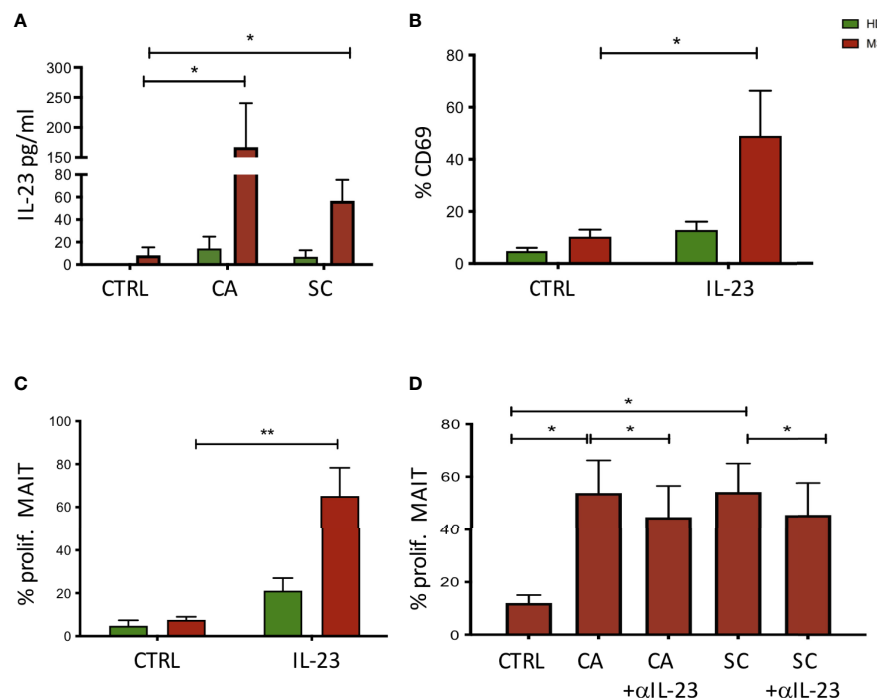 A
IL-23 pg/ml
300
250
200
150
80
60
40
20
0
*
*
CTRL CA SC
B
% CD69
80
60
40
20
0
*
CTRL IL-23
C
% prolif. MAIT
100
80
60
40
20
0
**
CTRL IL-23
D
% prolif. MAIT
80
60
40
20
0
*
* * *
CTRL CA CA SC SC
+αIL-23 +αIL-23